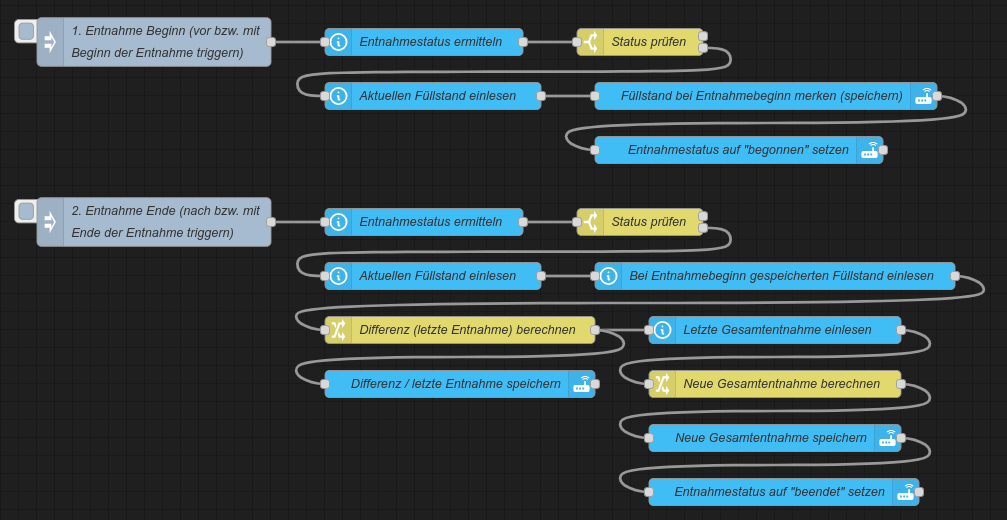 1. Entnahme Beginn (vor bzw. mit
Beginn der Entnahme triggern)
Entnahmestatus ermitteln
Status prüfen
Aktuellen Füllstand einlesen
Füllstand bei Entnahmebeginn merken (speichern)
Entnahmestatus auf "begonnen" setzen
2. Entnahme Ende (nach bzw. mit
Ende der Entnahme triggern)
Entnahmestatus ermitteln
Status prüfen
Aktuellen Füllstand einlesen
Bei Entnahmebeginn gespeicherten Füllstand einlesen
Differenz (letzte Entnahme) berechnen
Letzte Gesamtentnahme einlesen
Differenz / letzte Entnahme speichern
Neue Gesamtentnahme berechnen
Neue Gesamtentnahme speichern
Entnahmestatus auf "beendet" setzen